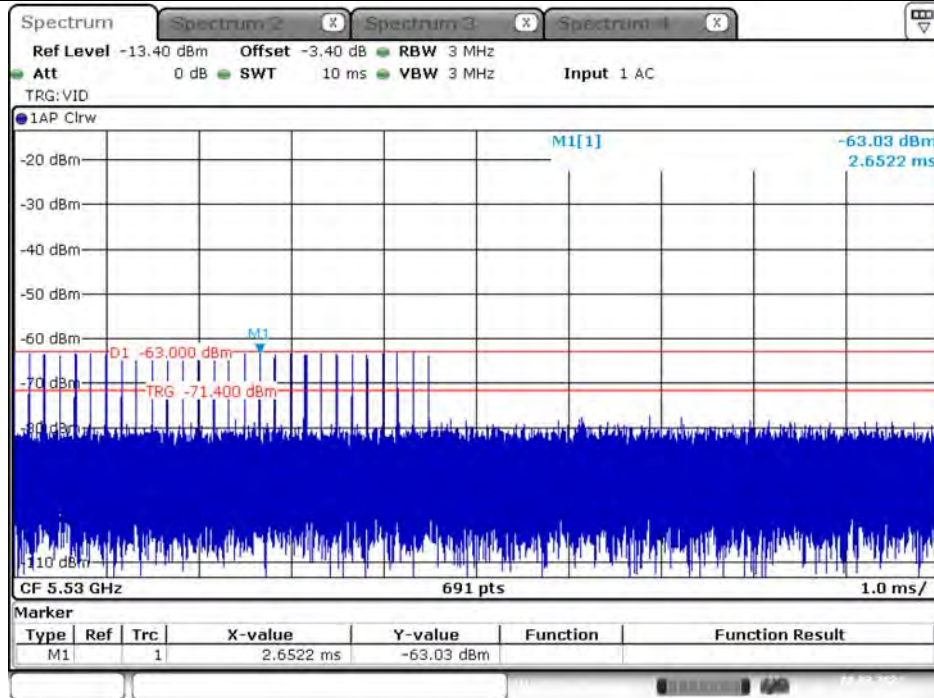 Spectrum Spectrum 2 X Spectrum 3 X Spectrum 4 X
Ref Level -13.40 dBm Offset -3.40 dB RBW 3 MHz
Att 0 dB SWT 10 ms VBW 3 MHz Input 1 AC
TRG:VID
1AP Clrw
M1[1] -63.03 dBm
2.6522 ms
-20 dBm
-30 dBm
-40 dBm
-50 dBm
-60 dBm
M1
D1 -63.000 dBm
-70 dBm
TRG -71.400 dBm
-80 dBm
-110 dBm
CF 5.53 GHz 691 pts 1.0 ms/
Marker
Type Ref Trc X-value Y-value Function Function Result
M1 1 2.6522 ms -63.03 dBm